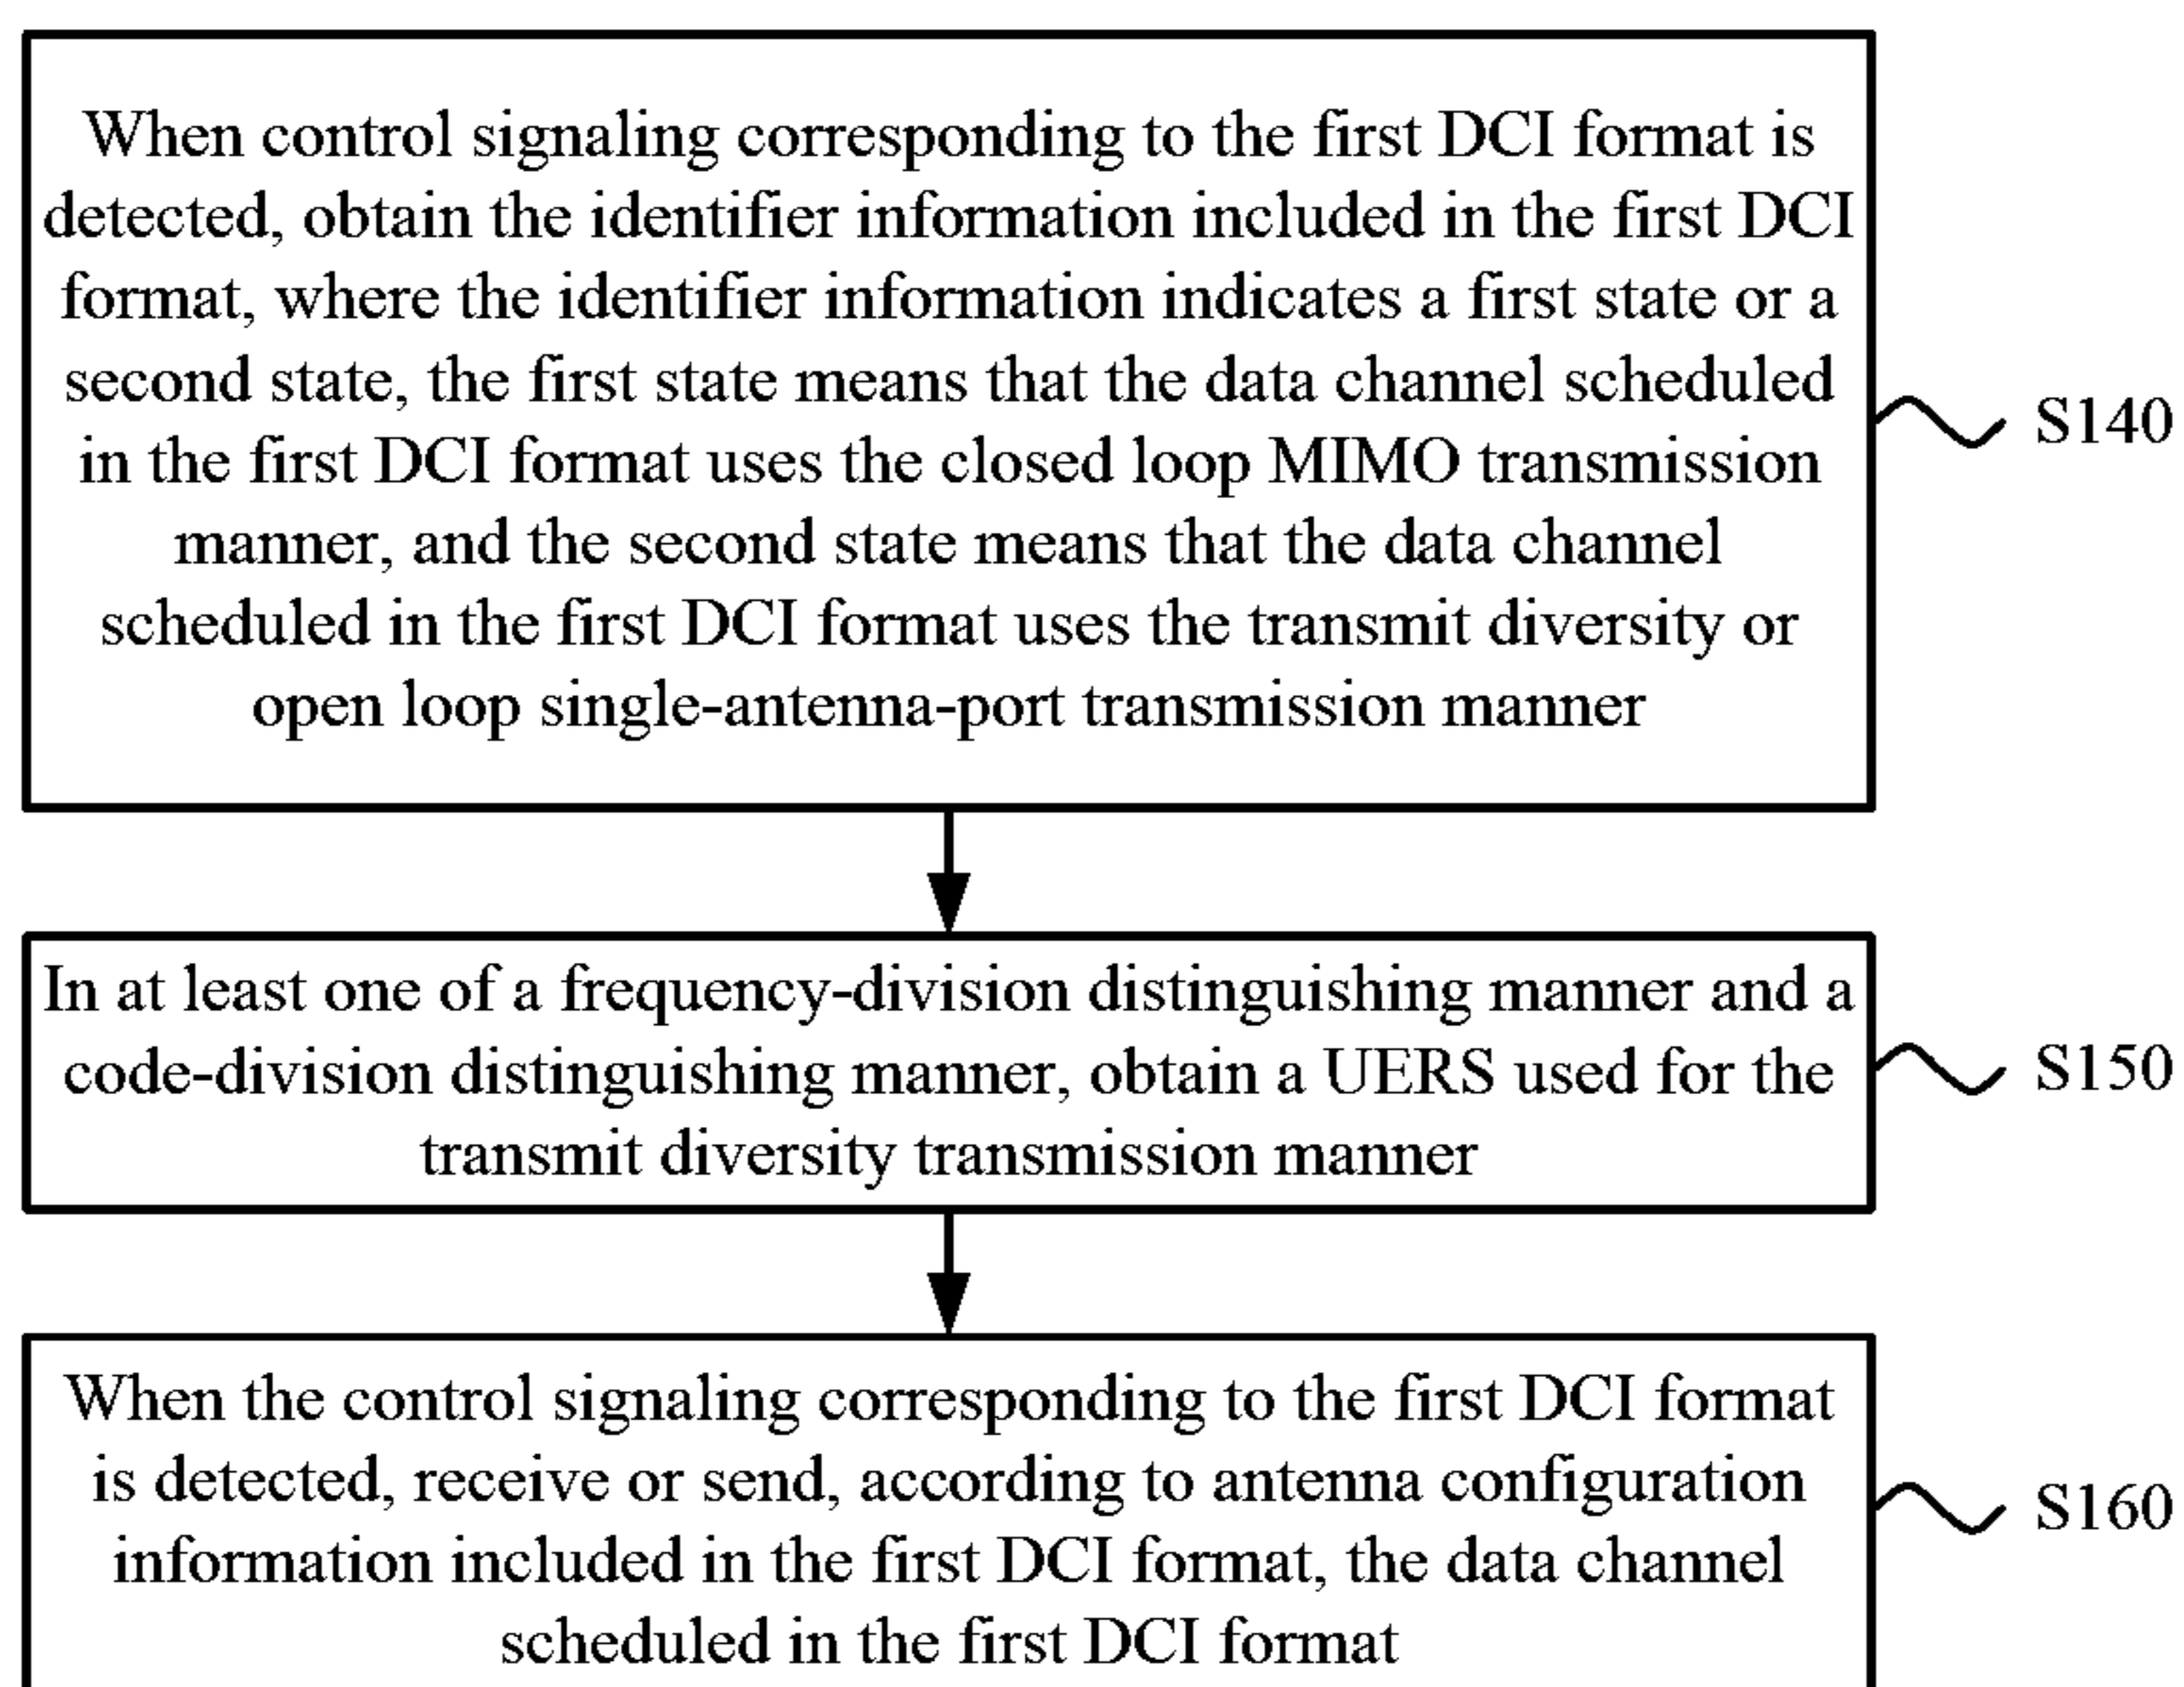 When control signaling corresponding to the first DCI format is
detected, obtain the identifier information included in the first DCI
format, where the identifier information indicates a first state or a
second state, the first state means that the data channel scheduled
in the first DCI format uses the closed loop MIMO transmission
manner, and the second state means that the data channel
scheduled in the first DCI format uses the transmit diversity or
open loop single-antenna-port transmission manner
S140
In at least one of a frequency-division distinguishing manner and a
code-division distinguishing manner, obtain a UERS used for the
transmit diversity transmission manner
S150
When the control signaling corresponding to the first DCI format
is detected, receive or send, according to antenna configuration
information included in the first DCI format, the data channel
scheduled in the first DCI format
S160